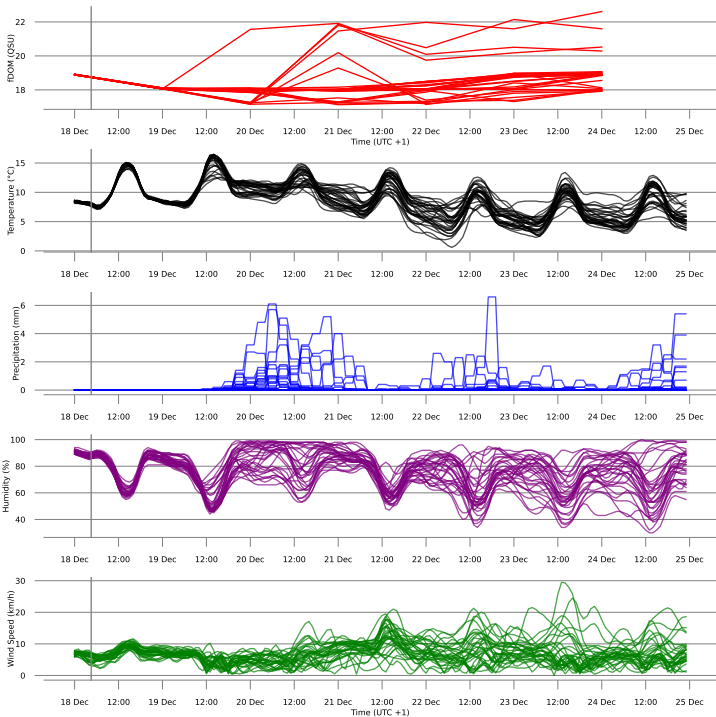 fDOM (QSU)
22
20
18
18 Dec 12:00 19 Dec 12:00 20 Dec 12:00 21 Dec 12:00 22 Dec 12:00 23 Dec 12:00 24 Dec 12:00 25 Dec
Time (UTC +1)
Temperature (°C)
15
10
5
0
18 Dec 12:00 19 Dec 12:00 20 Dec 12:00 21 Dec 12:00 22 Dec 12:00 23 Dec 12:00 24 Dec 12:00 25 Dec
Precipitation (mm)
6
4
2
0
18 Dec 12:00 19 Dec 12:00 20 Dec 12:00 21 Dec 12:00 22 Dec 12:00 23 Dec 12:00 24 Dec 12:00 25 Dec
Humidity (%)
100
80
60
40
18 Dec 12:00 19 Dec 12:00 20 Dec 12:00 21 Dec 12:00 22 Dec 12:00 23 Dec 12:00 24 Dec 12:00 25 Dec
Wind Speed (km/h)
30
20
10
0
18 Dec 12:00 19 Dec 12:00 20 Dec 12:00 21 Dec 12:00 22 Dec 12:00 23 Dec 12:00 24 Dec 12:00 25 Dec
Time (UTC +1)